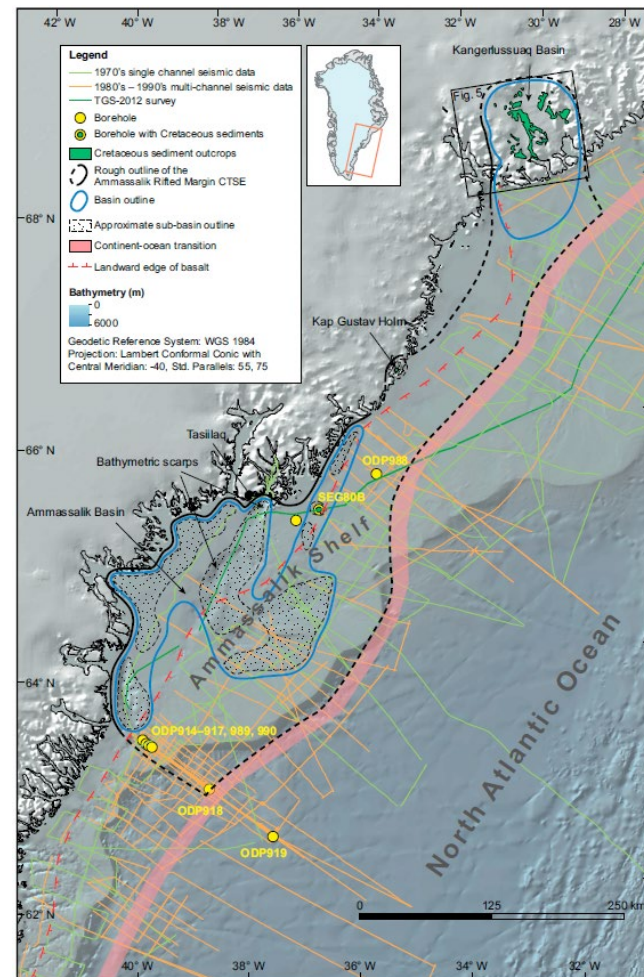 42° W
40° W
38° W
36° W
34° W
32° W
30° W
28° W
Legend
1970's single channel seismic data
1980's – 1990's multi-channel seismic data
TGS-2012 survey
Borehole
Borehole with Cretaceous sediments
Cretaceous sediment outcrops
Rough outline of the
Ammassalik Rifted Margin CTSE
Basin outline
Approximate sub-basin outline
Continent-ocean transition
Landward edge of basalt
Bathymetry (m)
0
6000
Geodetic Reference System: WGS 1984
Projection: Lambert Conformal Conic with
Central Meridian: -40, Std. Parallels: 55, 75
Kangerlussuaq Basin
Fig. 5
68° N
Kap Gustav Holm
66° N
Tasiilaq
Bathymetric scarps
ODP988
SEG80B
Ammassalik Basin
Ammassalik Shelf
64° N
ODP914–917, 989, 990
ODP918
ODP919
North Atlantic Ocean
62° N
0
125
250 km
40° W
38° W
36° W
34° W
32° W